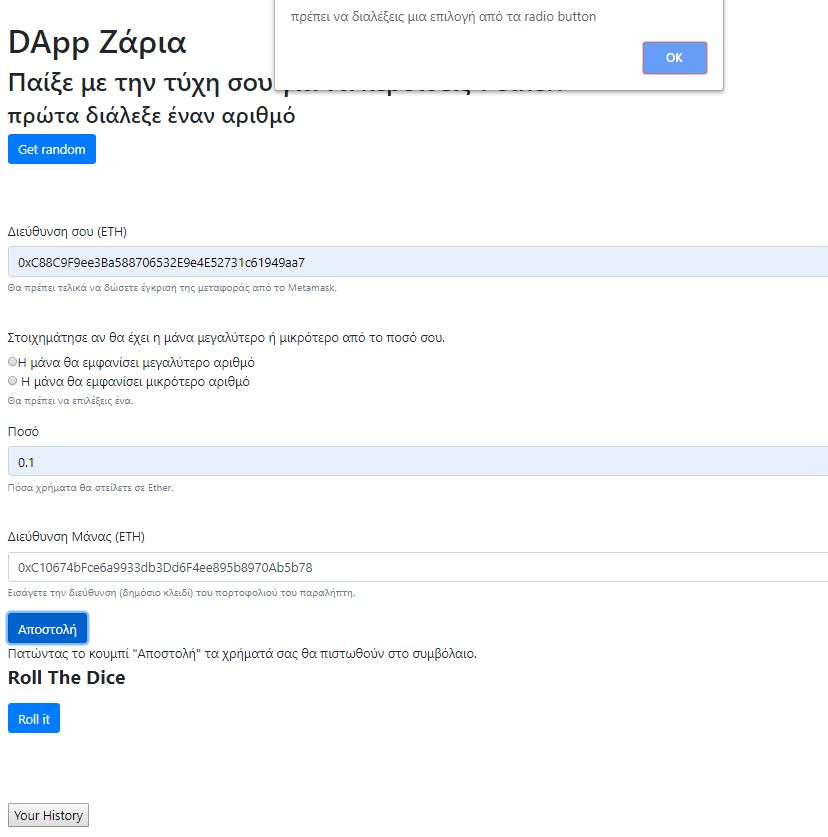 πρέπει να διαλέξεις μια επιλογή από τα radio button
OK
DApp Ζάρια
Παίξε με την τύχη σου
πρώτα διάλεξε έναν αριθμό
Get random
Διεύθυνση σου (ETH)
0xC88C9F9ee3Ba588706532E9e4E52731c61949aa7
Θα πρέπει τελικά να δώσετε έγκριση της μεταφοράς από το Metamask.
Στοιχημάτησε αν θα έχει η μάνα μεγαλύτερο ή μικρότερο από το ποσό σου.
Η μάνα θα εμφανίσει μεγαλύτερο αριθμό
Η μάνα θα εμφανίσει μικρότερο αριθμό
Θα πρέπει να επιλέξεις ένα.
Ποσό
0.1
Πόσα χρήματα θα στείλετε σε Ether.
Διεύθυνση Μάνας (ETH)
0xC10674bFce6a9933db3Dd6F4ee895b8970Ab5b78
Εισάγετε την διεύθυνση (δημόσιο κλειδί) του πορτοφολιού του παραλήπτη.
Αποστολή
Πατώντας το κουμπί "Αποστολή" τα χρήματά σας θα πιστωθούν στο συμβόλαιο.
Roll The Dice
Roll it
Your History